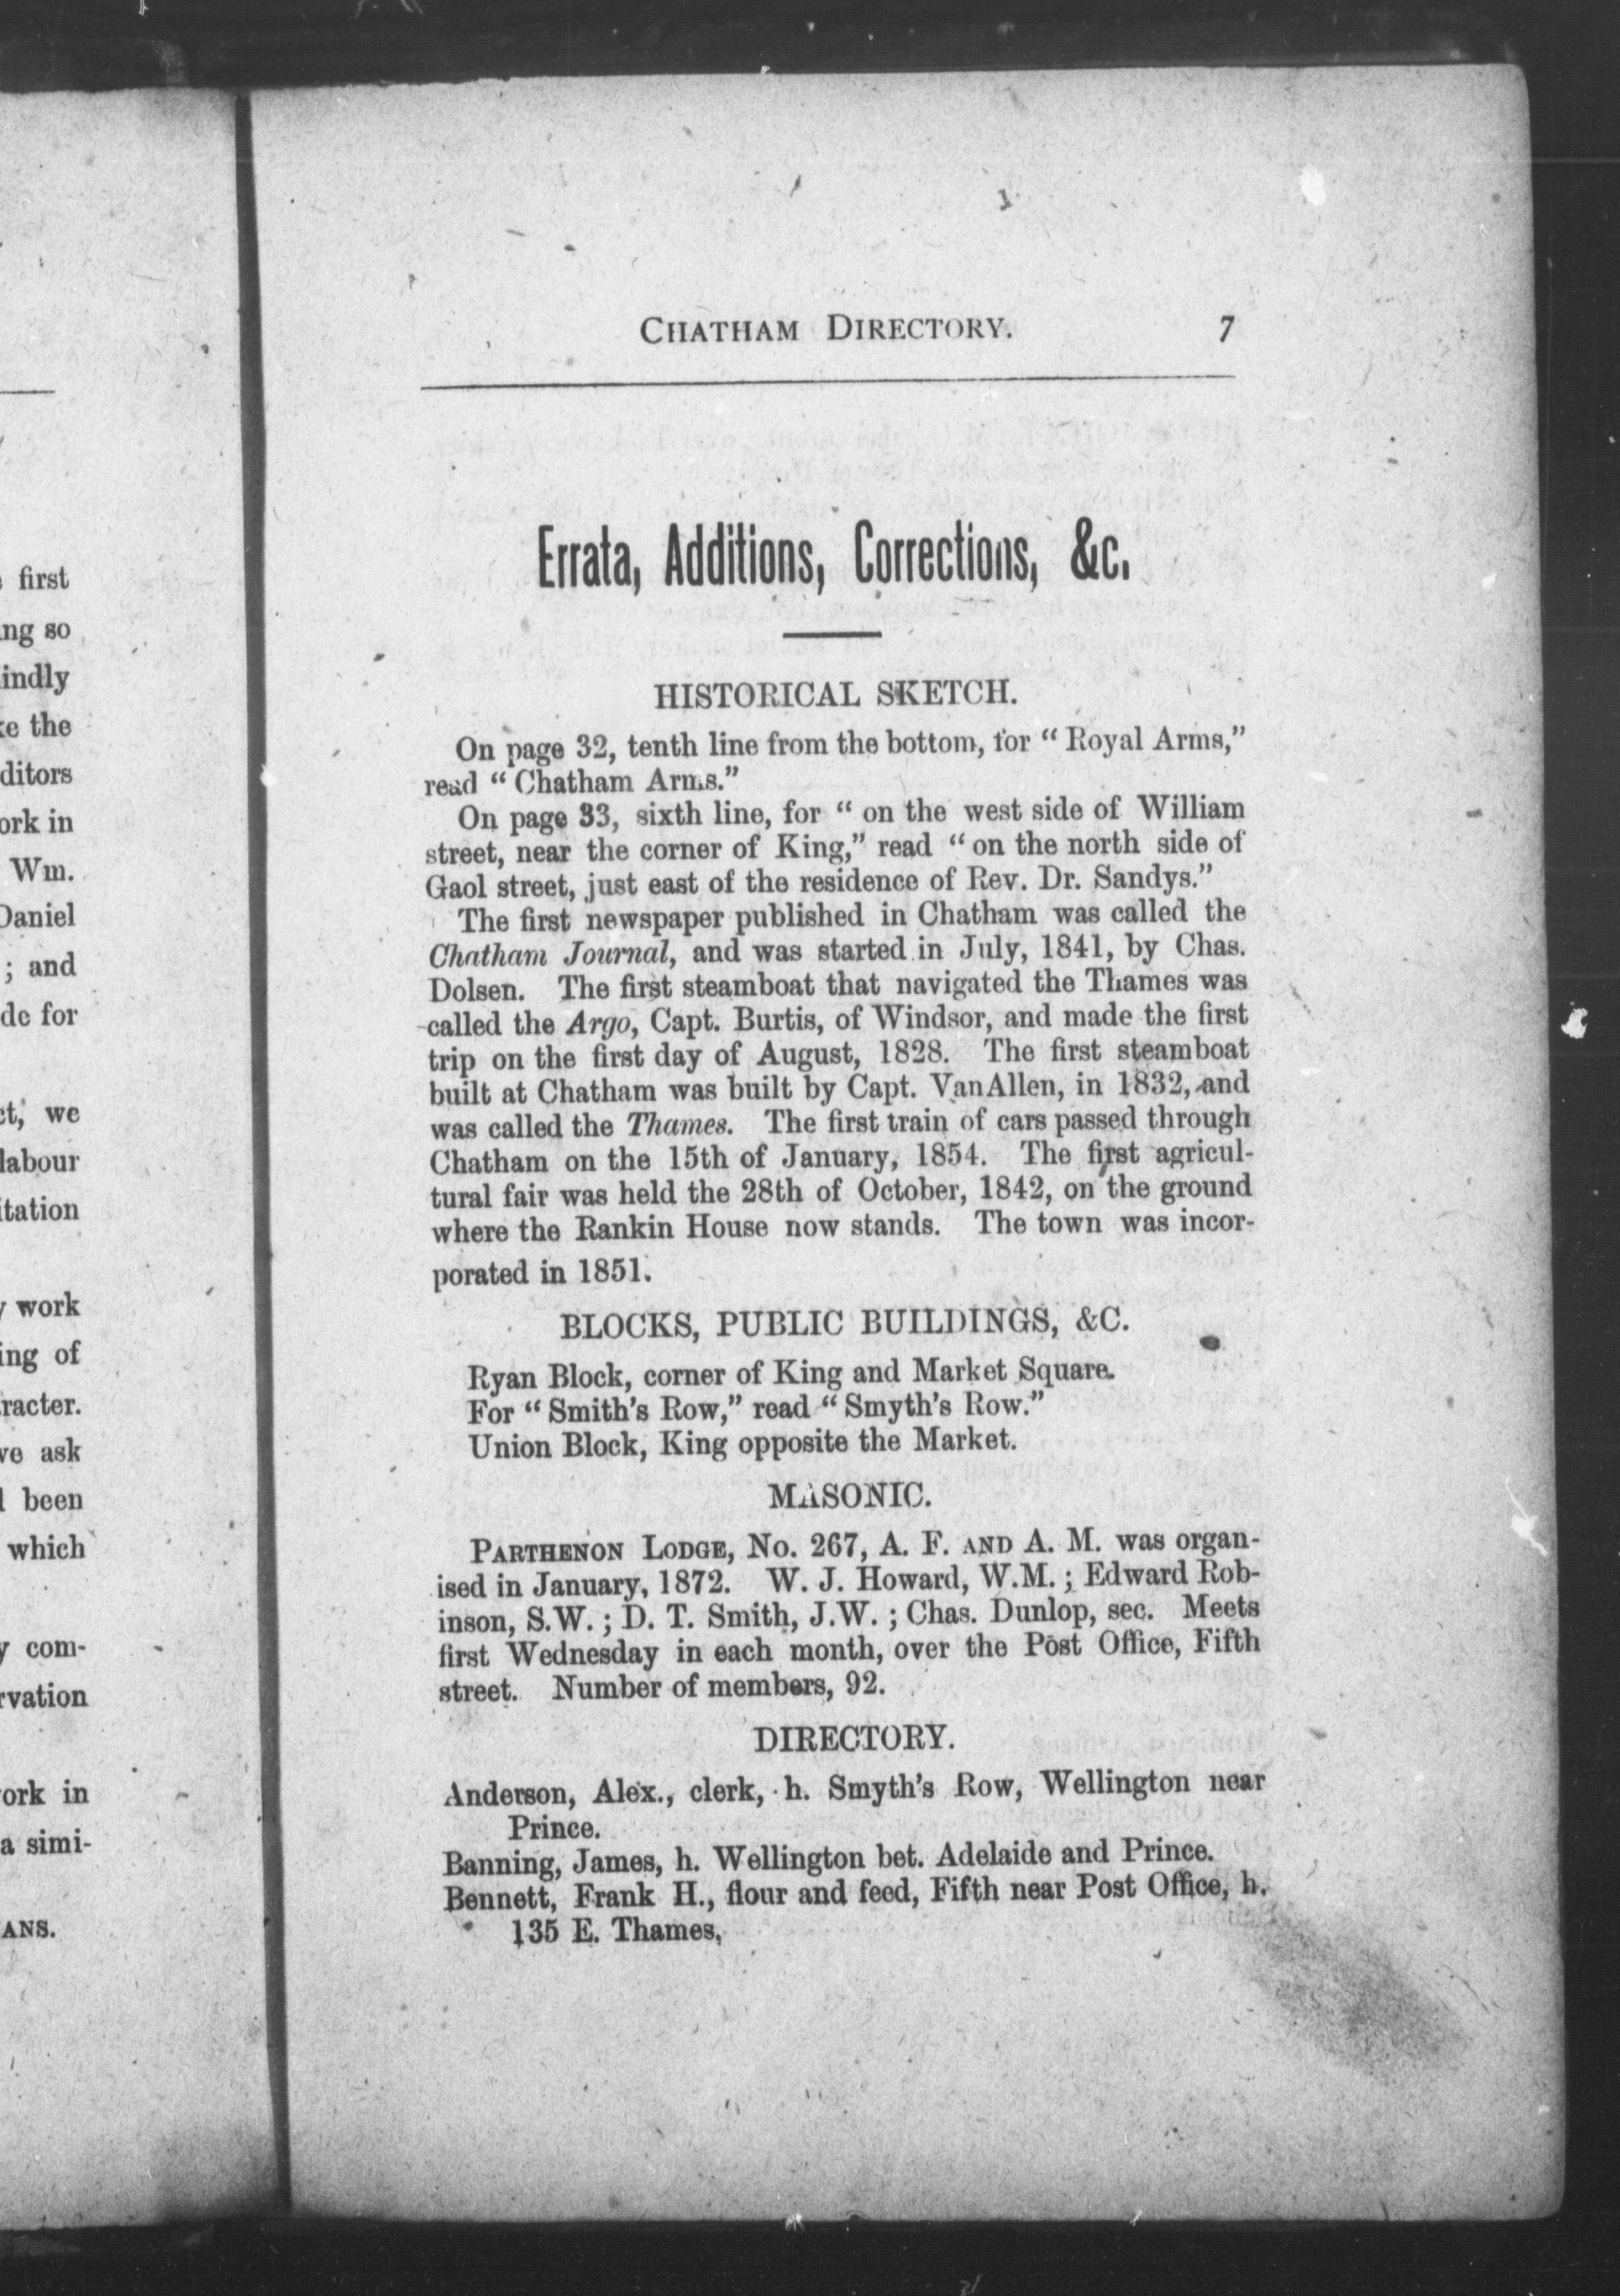 first
ng so
indly
the
ditors
ork in
Wm.
Daniel
; and
de for
we
labour
itation
work
ing of
racter.
ve ask
been
which
com-
rvation
ork in
a simi-
ANS.
CHATHAM DIRECTORY. 7
Errata, Additions, Corrections, &c.
HISTORICAL SKETCH.
On page 32, tenth line from the bottom, for “ Royal Arms,”
read “ Chatham Arms.”
On page 33, sixth line, for “ on the west side of William
street, near the corner of King,” read “ on the north side of
Gaol street, just east of the residence of Rev. Dr. Sandys.”
The first newspaper published in Chatham was called the
Chatham Journal, and was started in July, 1841, by Chas.
Dolsen. The first steamboat that navigated the Thames was
called the Argo, Capt. Burtis, of Windsor, and made the first
trip on the first day of August, 1828. The first steamboat
built at Chatham was built by Capt. VanAllen, in 1832, and
was called the Thames. The first train of cars passed through
Chatham on the 15th of January, 1854. The first agricul-
tural fair was held the 28th of October, 1842, on the ground
where the Rankin House now stands. The town was incor-
porated in 1851.
BLOCKS, PUBLIC BUILDINGS, &C.
Ryan Block, corner of King and Market Square.
For “ Smith's Row,” read “ Smyth's Row.”
Union Block, King opposite the Market.
MASONIC.
PARTHENON LODGE, No. 267, A. F. AND A. M. was organ-
ised in January, 1872. W. J. Howard, W.M. ; Edward Rob-
inson, S.W. ; D. T. Smith, J.W. ; Chas. Dunlop, sec. Meets
first Wednesday in each month, over the Post Office, Fifth
street. Number of members, 92.
DIRECTORY.
Anderson, Alex., clerk, h. Smyth's Row, Wellington near
Prince.
Banning, James, h. Wellington bet. Adelaide and Prince.
Bennett, Frank H., flour and feed, Fifth near Post Office, h.
135 E. Thames.